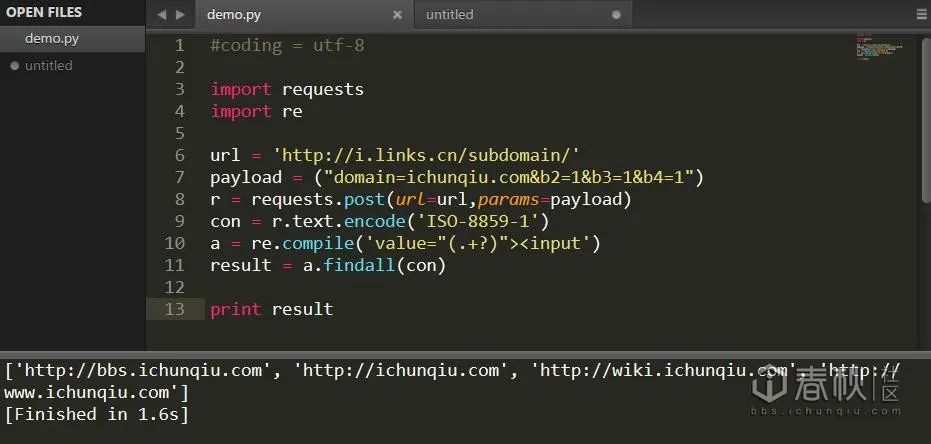 OPEN FILES
demo.py
untitled
demo.py
untitled
1 #coding = utf-8
2
3 import requests
4 import re
5
6 url = 'http://i.links.cn/subdomain/'
7 payload = ("domain=ichunqiu.com&b2=1&b3=1&b4=1")
8 r = requests.post(url=url,params=payload)
9 con = r.text.encode('ISO-8859-1')
10 a = re.compile('value="(.+?)"><input')
11 result = a.findall(con)
12
13 print result
['http://bbs.ichunqiu.com', 'http://ichunqiu.com', 'http://wiki.ichunqiu.com', 'http://
www.ichunqiu.com']
[Finished in 1.6s]
春秋社区
bbs.ichunqiu.com